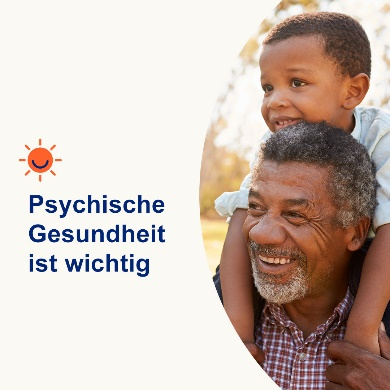 Psychische
Gesundheit
ist wichtig